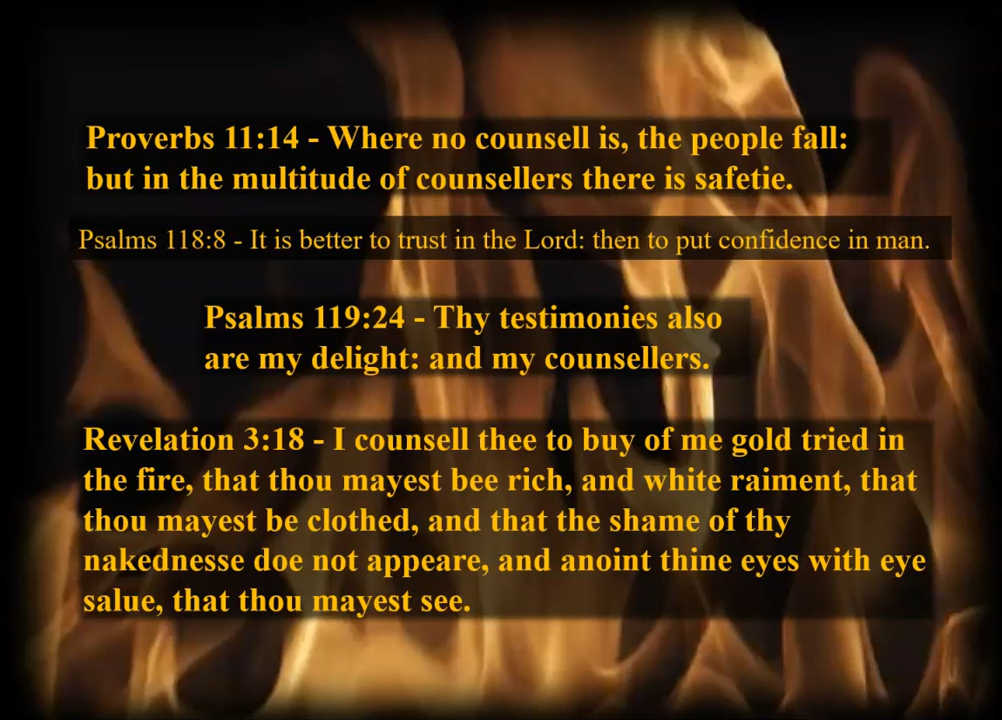 Proverbs 11:14 - Where no counsell is, the people fall:
but in the multitude of counsellers there is safetie.
Psalms 118:8 - It is better to trust in the Lord: then to put confidence in man.
Psalms 119:24 - Thy testimonies also
are my delight: and my counsellers.
Revelation 3:18 - I counsell thee to buy of me gold tried in
the fire, that thou mayest bee rich, and white raiment, that
thou mayest be clothed, and that the shame of thy
nakednesse doe not appeare, and anoint thine eyes with eye
salue, that thou mayest see.